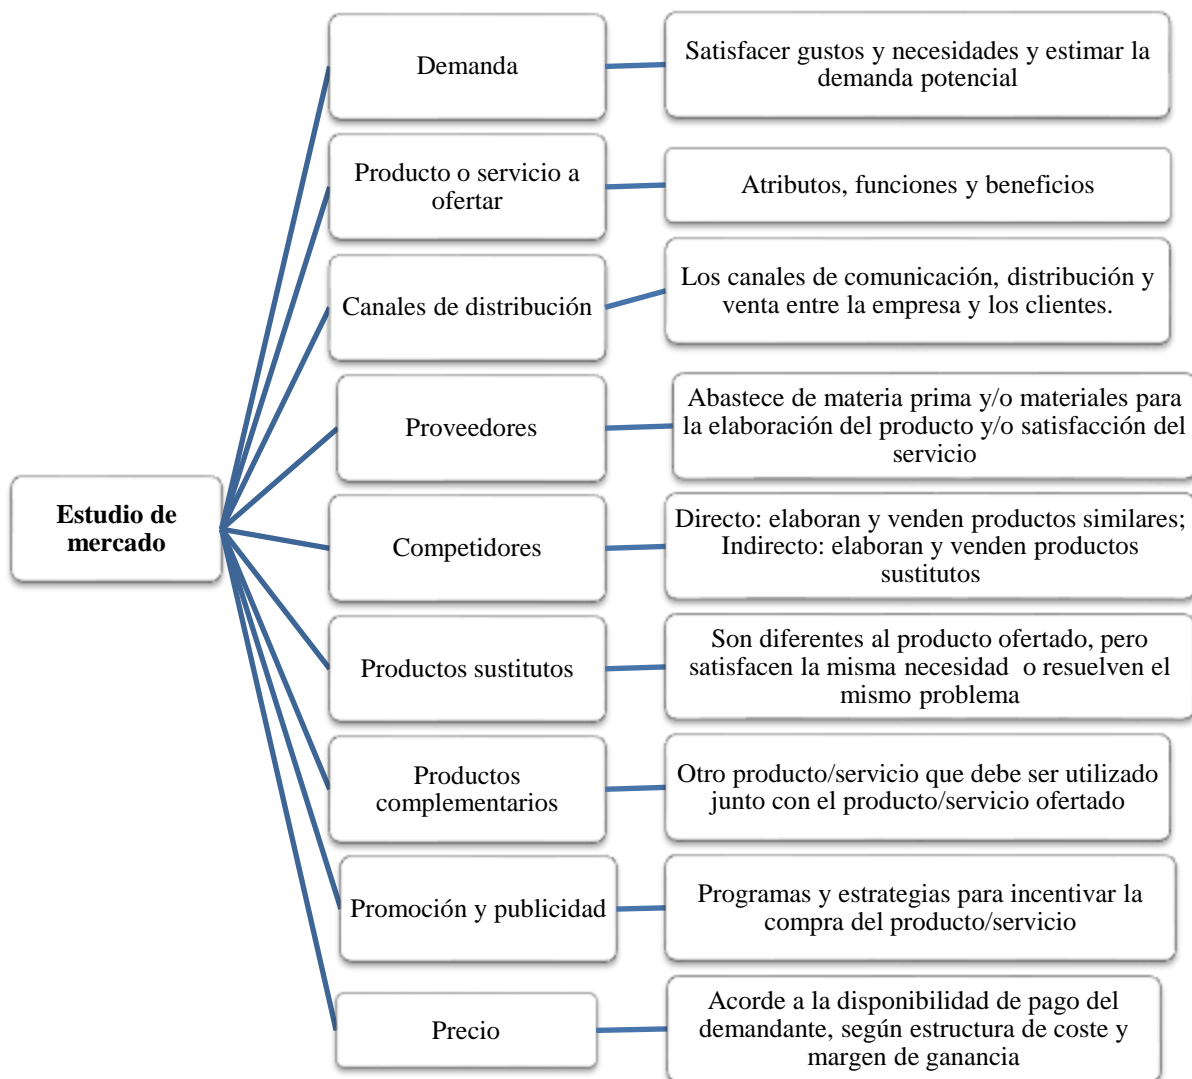 Demanda
Satisfacer gustos y necesidades y estimar la
demanda potencial
Producto o servicio a
ofertar
Atributos, funciones y beneficios
Canales de distribución
Los canales de comunicación, distribución y
venta entre la empresa y los clientes.
Proveedores
Abastece de materia prima y/o materiales para
la elaboración del producto y/o satisfacción del
servicio
Estudio de
mercado
Competidores
Directo: elaboran y venden productos similares;
Indirecto: elaboran y venden productos
sustitutos
Productos sustitutos
Son diferentes al producto ofertado, pero
satisfacen la misma necesidad  o resuelven el
mismo problema
Productos
complementarios
Otro producto/servicio que debe ser utilizado
junto con el producto/servicio ofertado
Promoción y publicidad
Programas y estrategias para incentivar la
compra del producto/servicio
Precio
Acorde a la disponibilidad de pago del
demandante, según estructura de coste y
margen de ganancia